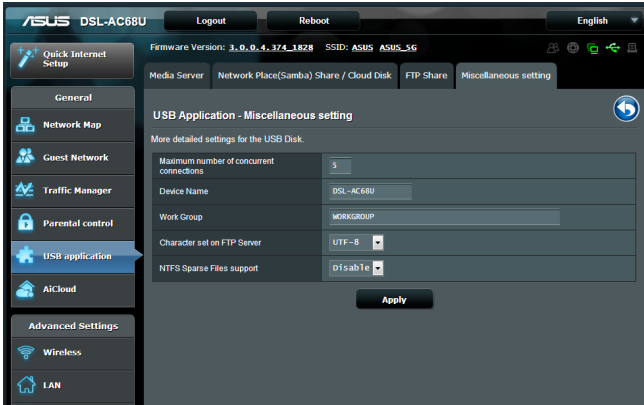 ASUS DSL-AC68U Logout Reboot English
Quick Internet Setup
Firmware Version: 3.0.0.4.374_1828 SSID: ASUS ASUS_5G
Media Server Network Place(Samba) Share / Cloud Disk FTP Share Miscellaneous setting
General
Network Map
Guest Network
Traffic Manager
Parental control
USB application
AiCloud
Advanced Settings
Wireless
LAN
USB Application - Miscellaneous setting
More detailed settings for the USB Disk.
Maximum number of concurrent connections 5
Device Name DSL-AC68U
Work Group WORKGROUP
Character set on FTP Server UTF-8
NTFS Sparse Files support Disable
Apply